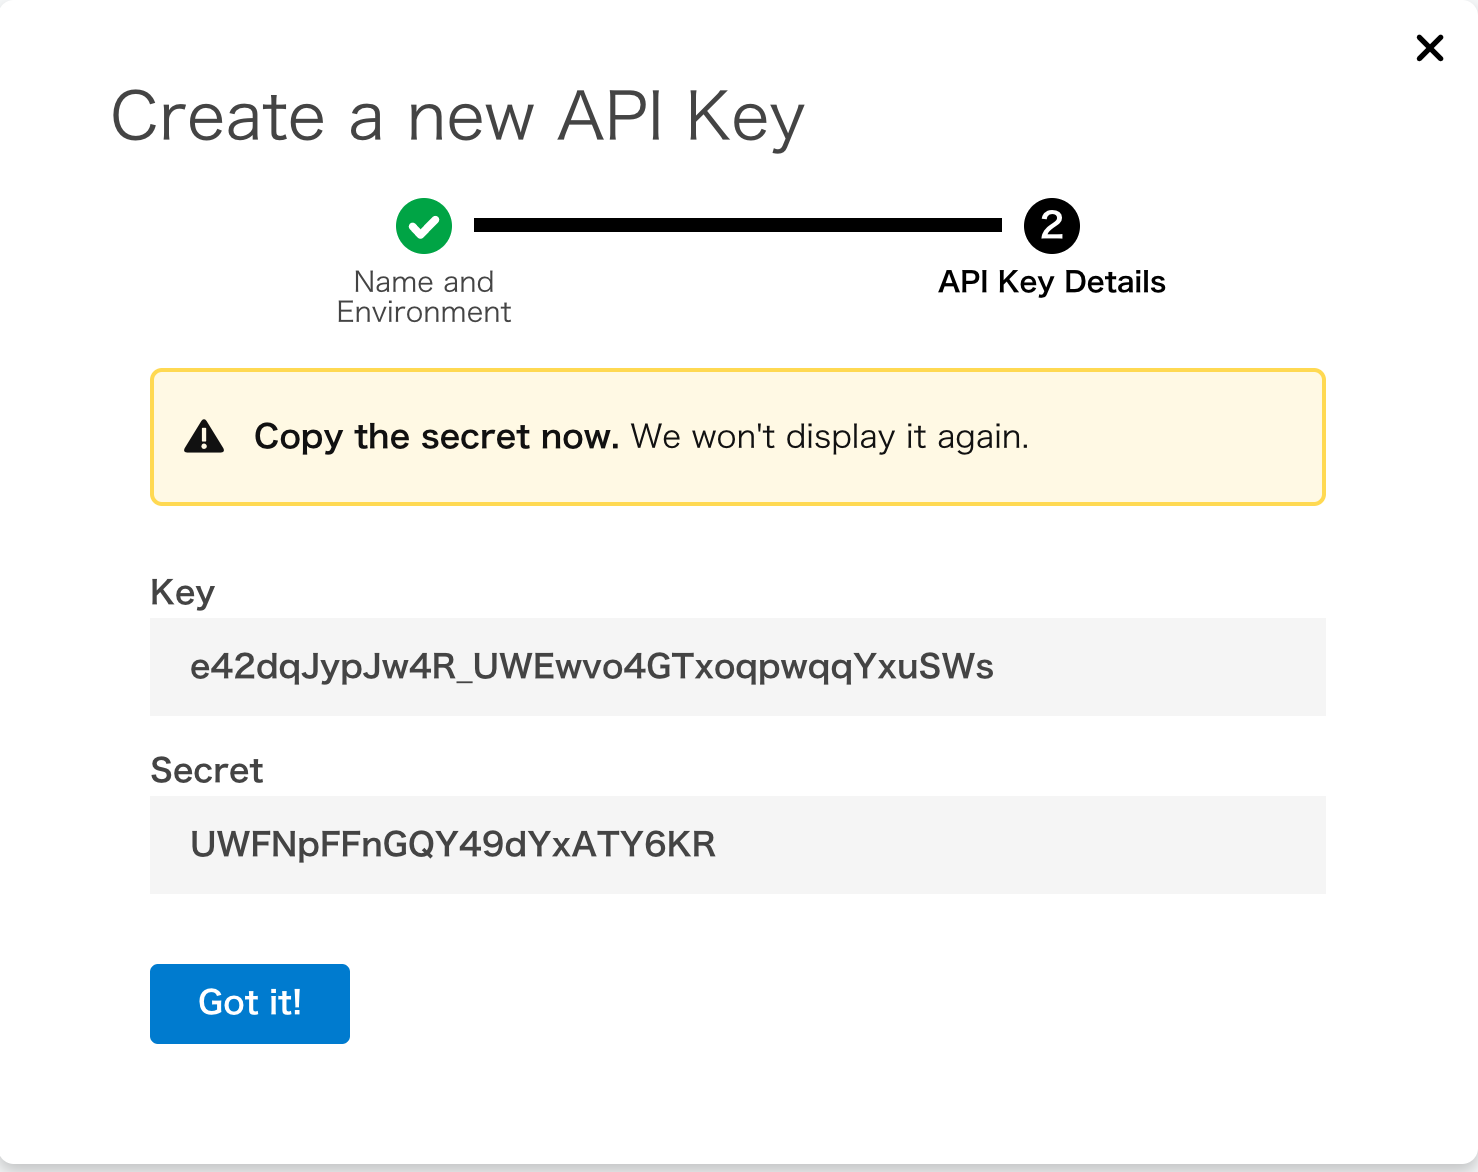 Create a new API Key
2
Name and
Environment
API Key Details
Copy the secret now. We won't display it again.
Key
e42dqJypJw4R_UWEwvo4GTxoqpwqqYxuSWs
Secret
UWFNpFFnGQY49dYxATY6KR
Got it!